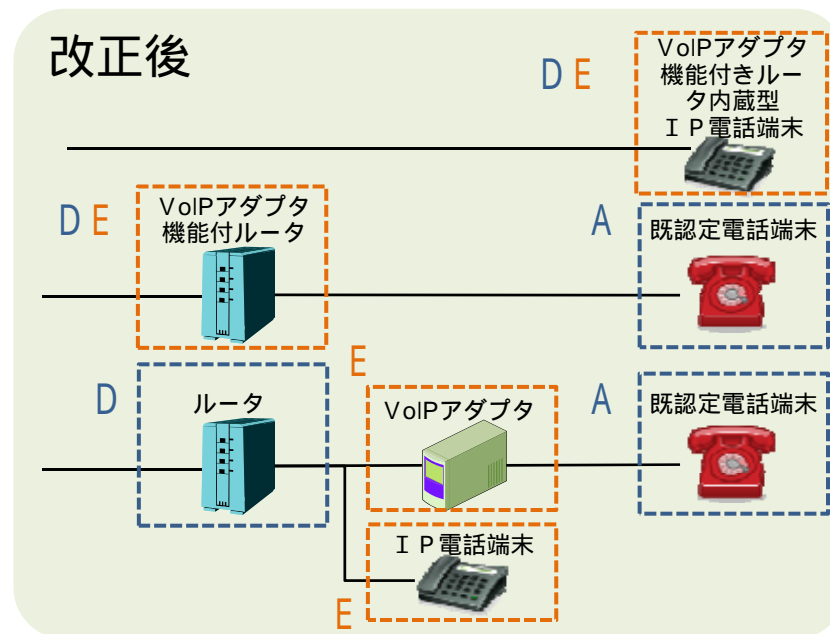 改正後
D E
VoIPアダプタ
機能付きルー
タ内蔵型
ＩＰ電話端末
D E
VoIPアダプタ
機能付ルータ
A
既認定電話端末
D
ルータ
E
VoIPアダプタ
A
既認定電話端末
E
ＩＰ電話端末